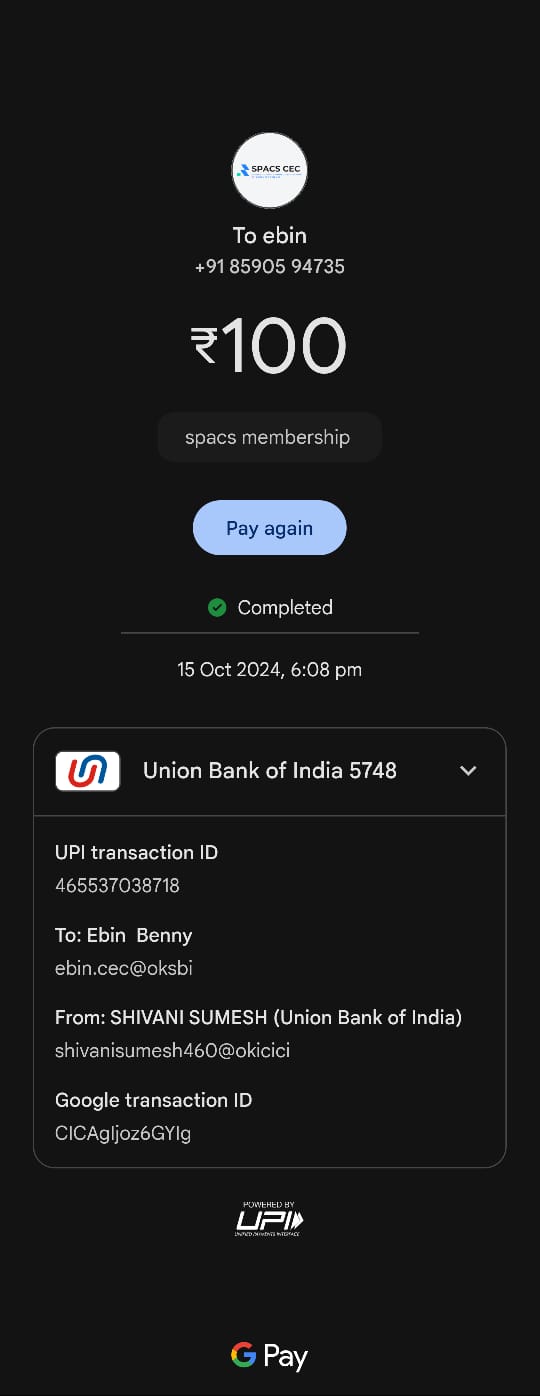 SPACS CEC
To ebin
+91 85905 94735
₹100
spacs membership
Pay again
Completed
15 Oct 2024, 6:08 pm
Union Bank of India 5748
UPI transaction ID
465537038718
To: Ebin  Benny
ebin.cec@oksbi
From: SHIVANI SUMESH (Union Bank of India)
shivanisumesh460@okicici
Google transaction ID
CICAgIjoz6GYIg
POWERED BY
UPI
UNIFIED PAYMENTS INTERFACE
G Pay